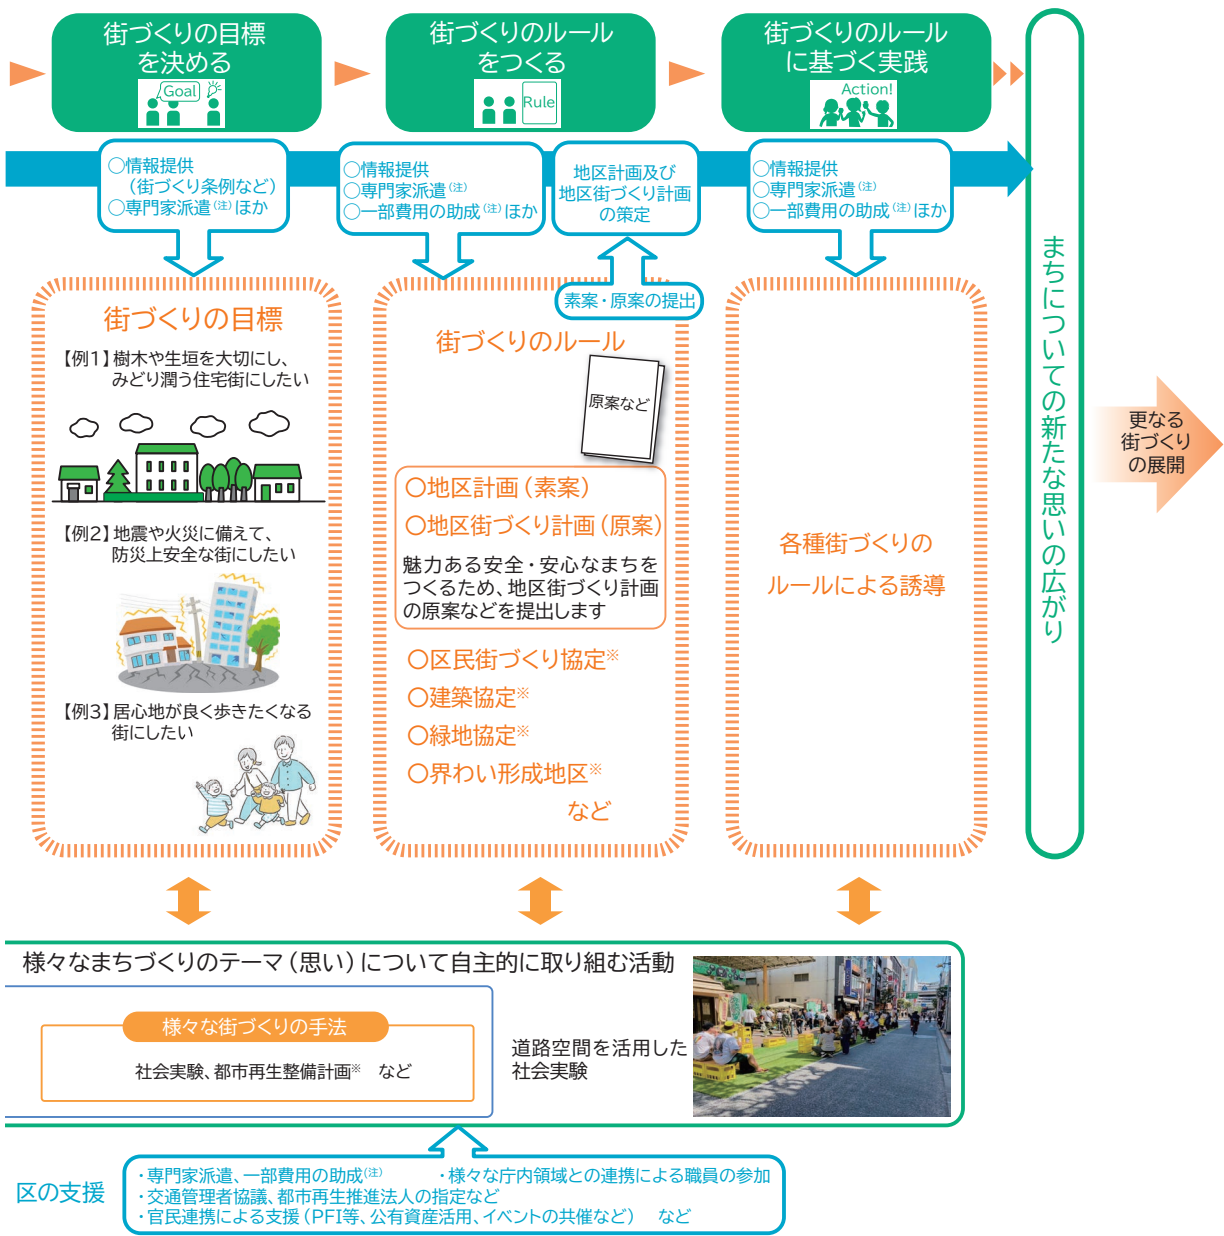 街づくりの目標
を決める
Goal
街づくりのルール
をつくる
Rule
街づくりのルール
に基づく実践
Action!
○情報提供
（街づくり条例など）
○専門家派遣(注)ほか
○情報提供
○専門家派遣(注)
○一部費用の助成(注)ほか
地区計画及び
地区街づくり計画
の策定
○情報提供
○専門家派遣(注)
○一部費用の助成(注)ほか
素案・原案の提出
街づくりの目標
【例1】樹木や生垣を大切にし、
みどり潤う住宅街にしたい
【例2】地震や火災に備えて、
防災上安全な街にしたい
【例3】居心地が良く歩きたくなる
街にしたい
街づくりのルール
原案など
○地区計画（素案）
○地区街づくり計画（原案）
魅力ある安全・安心なまちを
つくるため、地区街づくり計画
の原案などを提出します
○区民街づくり協定※
○建築協定※
○緑地協定※
○界わい形成地区※
など
各種街づくりの
ルールによる誘導
まちについての新たな思いの広がり
更なる
街づくり
の展開
様々なまちづくりのテーマ（思い）について自主的に取り組む活動
様々な街づくりの手法
社会実験、都市再生整備計画※ など
道路空間を活用した
社会実験
区の支援
・専門家派遣、一部費用の助成(注) ・様々な庁内領域との連携による職員の参加
・交通管理者協議、都市再生推進法人の指定など
・官民連携による支援（PFI等、公有資産活用、イベントの共催など） など